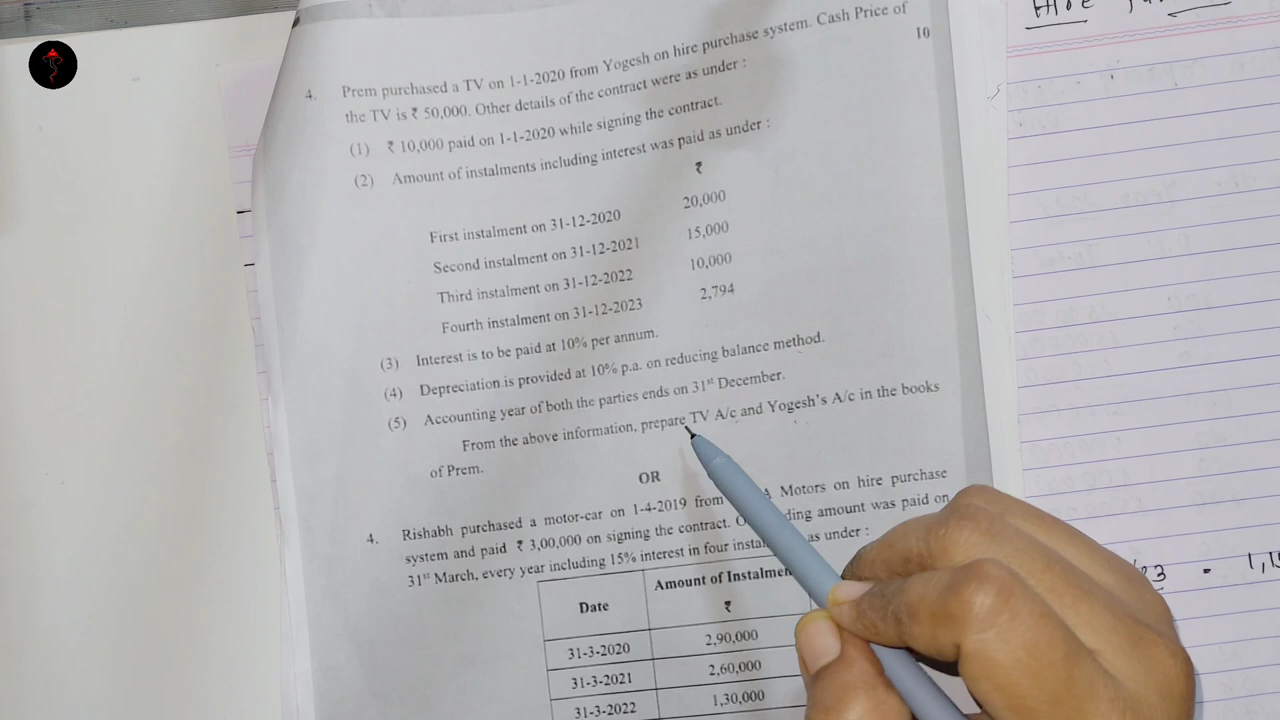 4. Prem purchased a TV on 1-1-2020 from Yogesh on hire purchase system. Cash Price of
the TV is ₹ 50,000. Other details of the contract were as under :
10
(1) ₹ 10,000 paid on 1-1-2020 while signing the contract.
(2) Amount of instalments including interest was paid as under :
₹
First instalment on 31-12-2020 20,000
Second instalment on 31-12-2021 15,000
Third instalment on 31-12-2022 10,000
Fourth instalment on 31-12-2023 2,794
(3) Interest is to be paid at 10% per annum.
(4) Depreciation is provided at 10% p.a. on reducing balance method.
(5) Accounting year of both the parties ends on 31st December.
From the above information, prepare TV A/c and Yogesh's A/c in the books
of Prem.
OR
4. Rishabh purchased a motor-car on 1-4-2019 from Motors on hire purchase
system and paid ₹ 3,00,000 on signing the contract. amount was paid on
31st March, every year including 15% interest in four as under :
Date Amount of
₹
31-3-2020 2,90,000
31-3-2021 2,60,000
31-3-2022 1,30,000